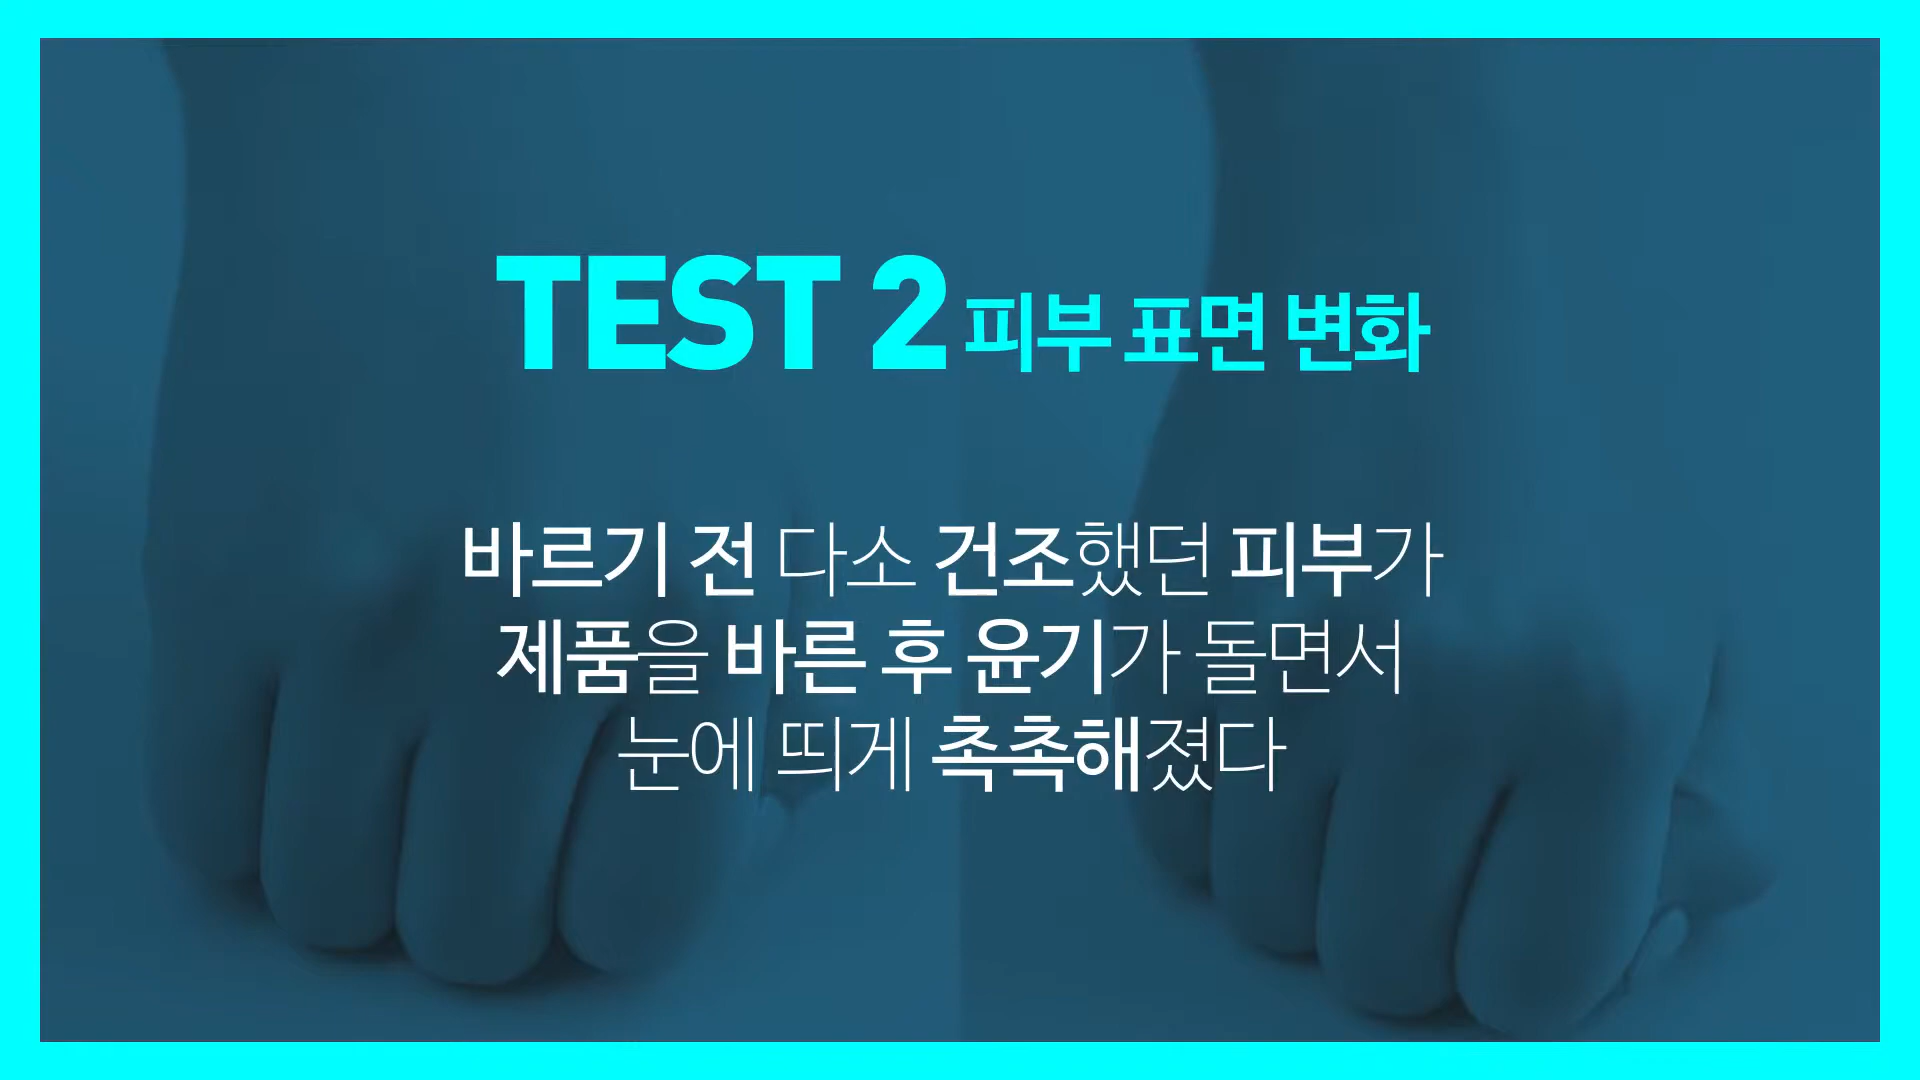 TEST 2 피부 표면 변화
바르기 전 다소 건조했던 피부가
제품을 바른 후 윤기가 돌면서
눈에 띄게 촉촉해졌다